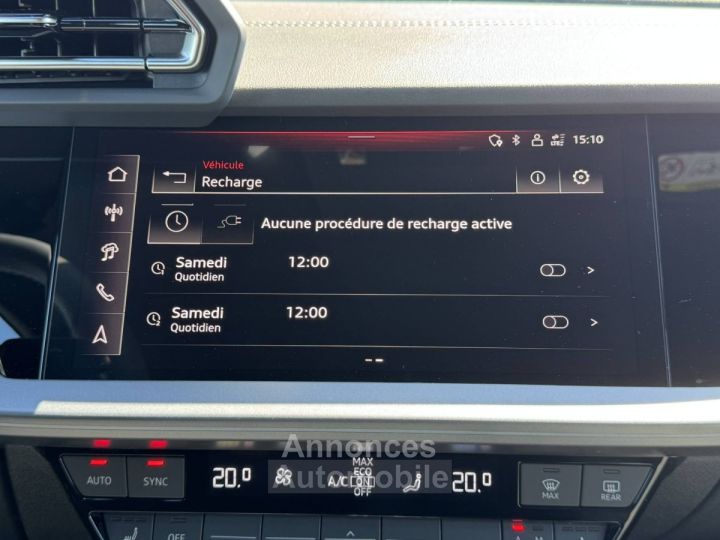 15:10
Véhicule
Recharge
Aucune procédure de recharge active
Samedi 12:00
Quotidien
Samedi 12:00
Quotidien
--
Annonces
Automobile
AUTO SYNC 20.0 A/C MAX ECO ON OFF 20.0 MAX REAR
OFF A